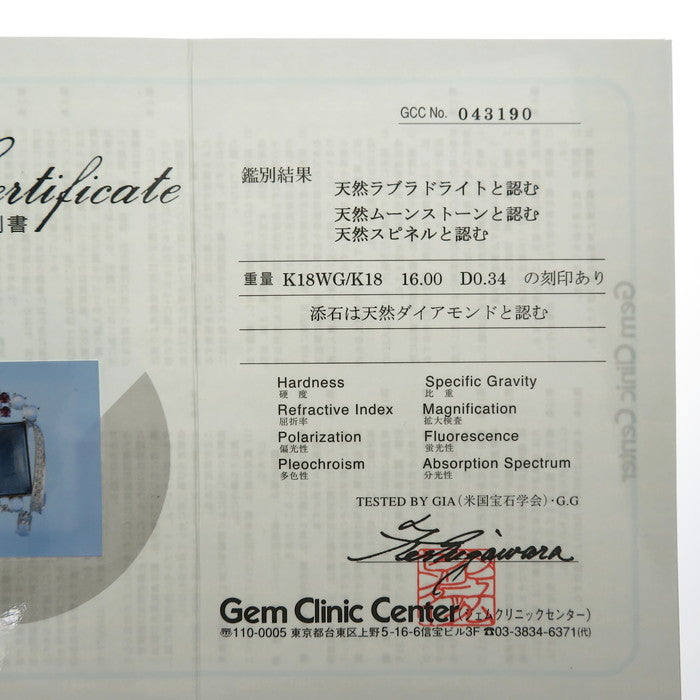 GCC No. 043190
ertificate
別書
鑑別結果
天然ラブラドライトと認む
天然ムーンストーンと認む
天然スピネルと認む
重量 K18WG/K18 16.00 D0.34 の刻印あり
添石は天然ダイアモンドと認む
Hardness Specific Gravity
硬度 比重
Refractive Index Magnification
屈折率 拡大検査
Polarization Fluorescence
偏光性 蛍光性
Pleochroism Absorption Spectrum
多色性 分光性
TESTED BY GIA(米国宝石学会)・G.G
Gem Clinic Center(ジェムクリニックセンター)
〠110-0005 東京都台東区上野5-16-6信宝ビル3F ☎03-3834-6371(代)
Gem Clinic Center